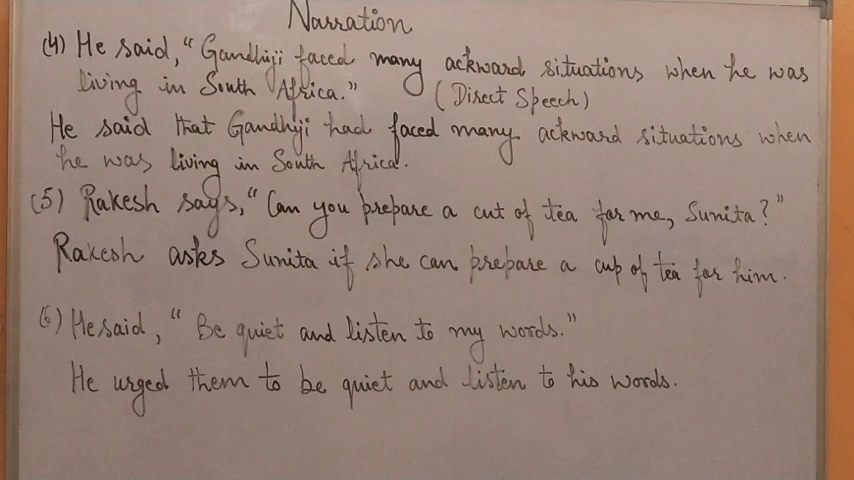 Narration
(4) He said, "Gandhiji faced many ackward situations when he was
living in South Africa." (Direct Speech)
He said that Gandhiji had faced many ackward situations when
he was living in South Africa.
(5) Rakesh says, "Can you prepare a cut of tea for me, Sunita?"
Rakesh asks Sunita if she can prepare a cup of tea for him.
(6) He said, "Be quiet and listen to my words."
He urged them to be quiet and listen to his words.